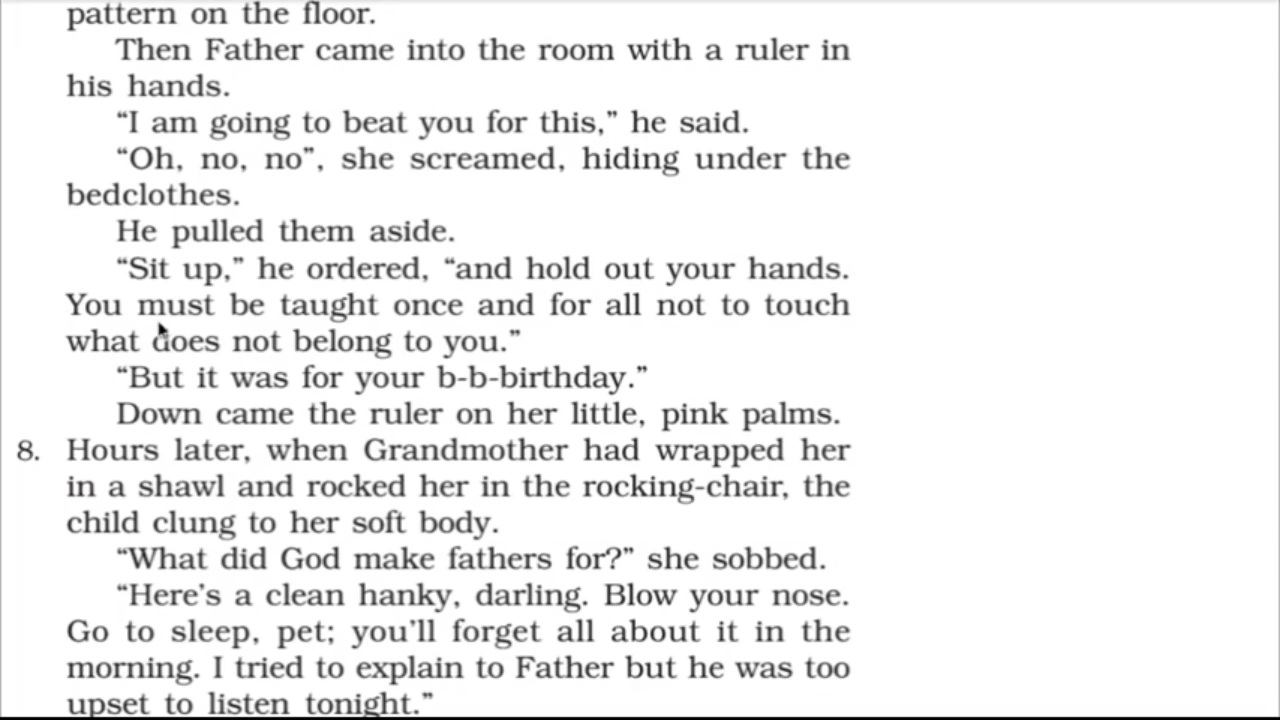 pattern on the floor.
Then Father came into the room with a ruler in
his hands.
“I am going to beat you for this,” he said.
“Oh, no, no”, she screamed, hiding under the
bedclothes.
He pulled them aside.
“Sit up,” he ordered, “and hold out your hands.
You must be taught once and for all not to touch
what does not belong to you.”
“But it was for your b-b-birthday.”
Down came the ruler on her little, pink palms.
8. Hours later, when Grandmother had wrapped her
in a shawl and rocked her in the rocking-chair, the
child clung to her soft body.
“What did God make fathers for?” she sobbed.
“Here’s a clean hanky, darling. Blow your nose.
Go to sleep, pet; you’ll forget all about it in the
morning. I tried to explain to Father but he was too
upset to listen tonight.”